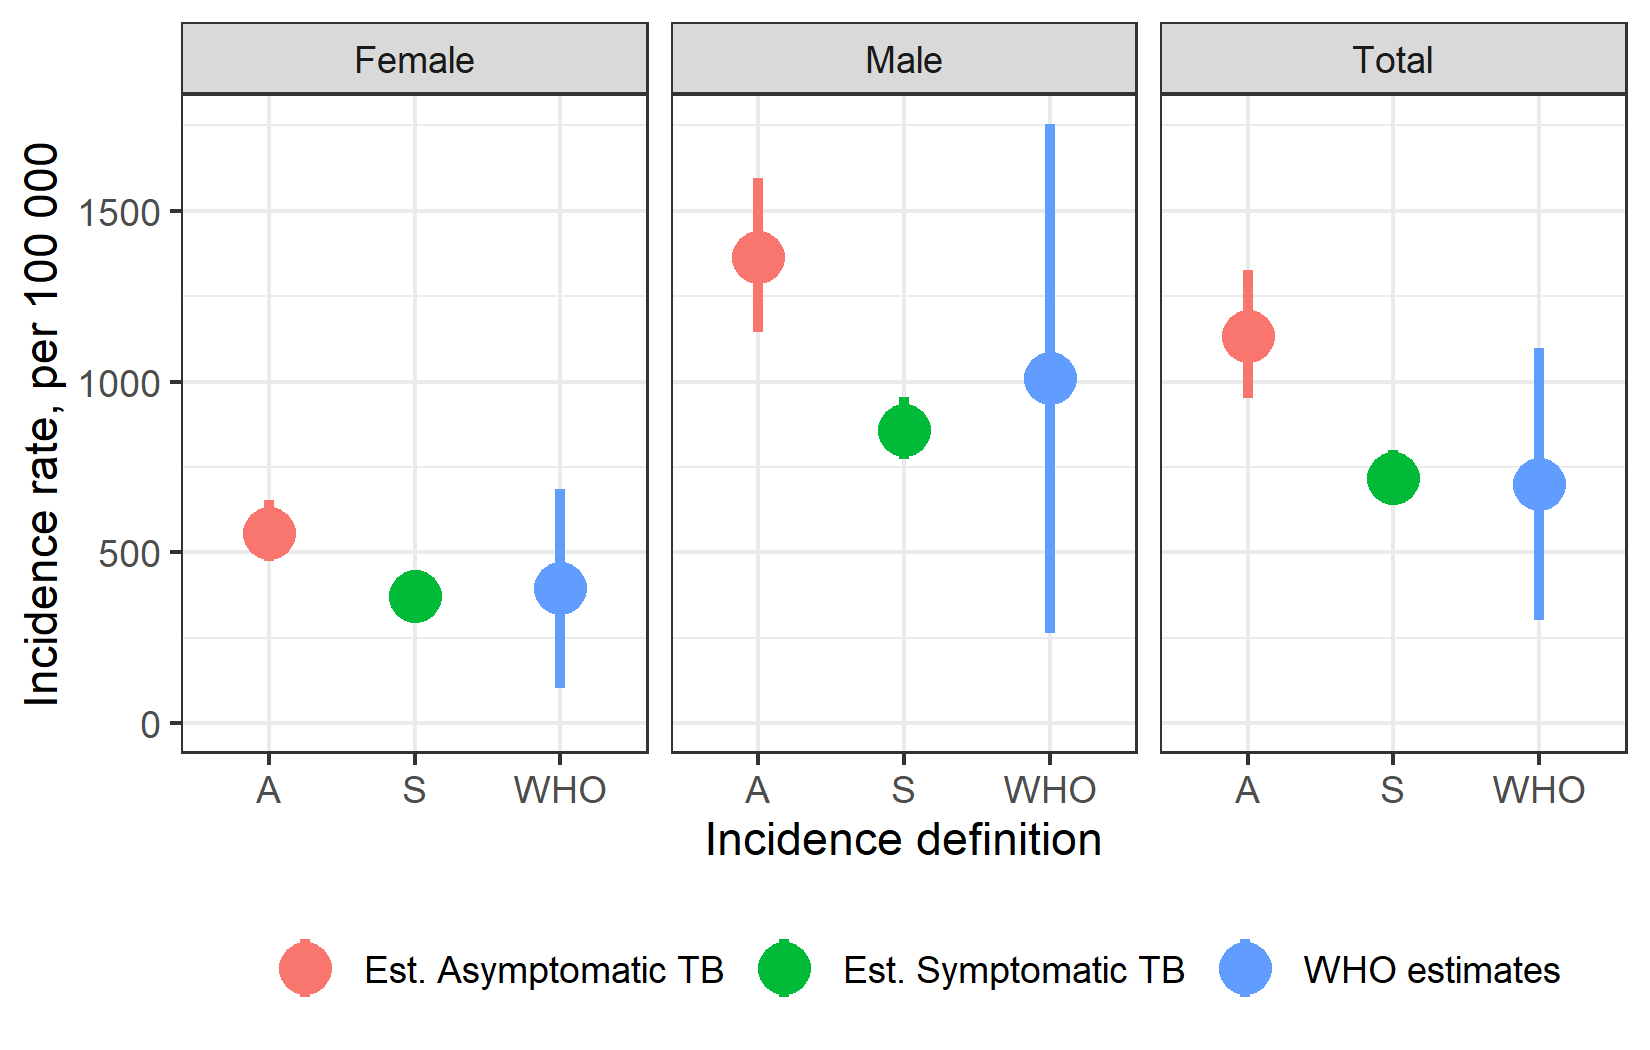 Female Male Total
Incidence rate, per 100 000
1500
1000
500
0
A S WHO A S WHO A S WHO
Incidence definition
Est. Asymptomatic TB Est. Symptomatic TB WHO estimates